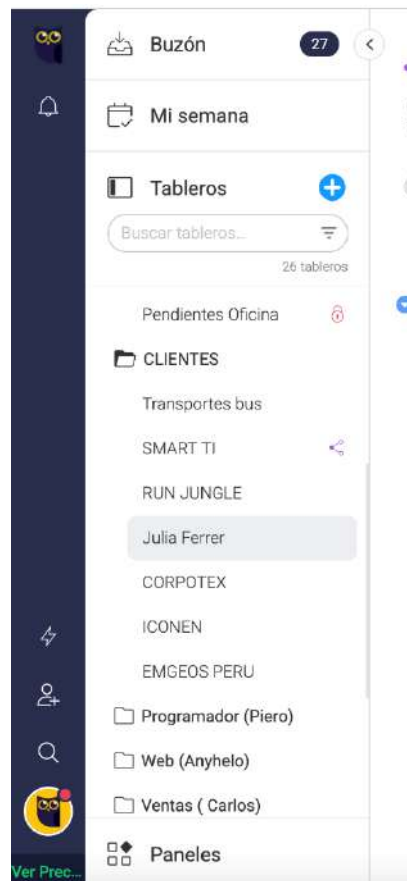 Buzón 27
Mi semana
Tableros
Buscar tableros...
26 tableros
Pendientes Oficina
CLIENTES
Transportes bus
SMART TI
RUN JUNGLE
Julia Ferrer
CORPOTEX
ICONEN
EMGEOS PERU
Programador (Piero)
Web (Anyhelo)
Ventas ( Carlos)
Paneles
Ver Prec...